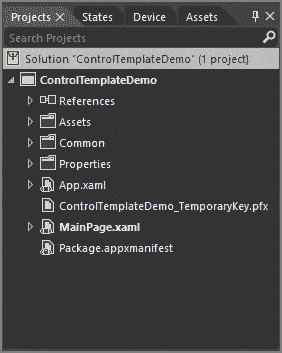 Projects States Device Assets
Search Projects
Solution "ControlTemplateDemo" (1 project)
ControlTemplateDemo
References
Assets
Common
Properties
App.xaml
ControlTemplateDemo_TemporaryKey.pfx
MainPage.xaml
Package.appxmanifest